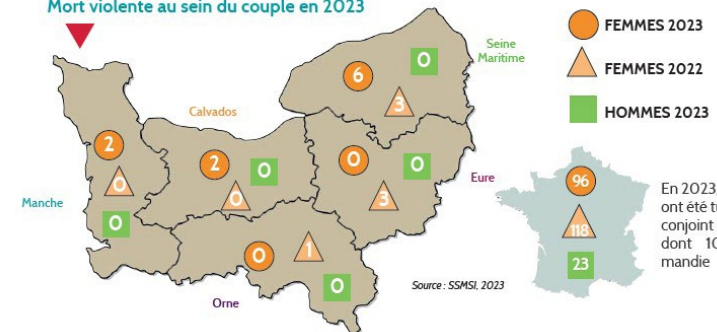 Mort violente au sein du couple en 2023
FEMMES 2023
FEMMES 2022
HOMMES 2023
Seine
Maritime
6
0
3
Calvados
2
0
0
Manche
2
0
0
Eure
0
0
3
Orne
0
1
0
Source : SSMSI, 2023
96
118
23
En 2023
ont été
conjoint
dont 10
mandie